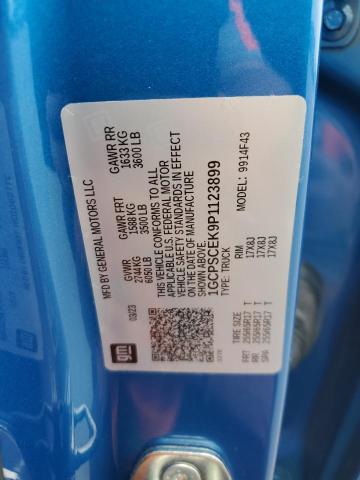 MFD BY GENERAL MOTORS LLC
03/23
GVWR
2744KG
6050 LB
GAWR FRT
1588 KG
3500 LB
GAWR RR
1633 KG
3600 LB
THIS VEHICLE CONFORMS TO ALL
APPLICABLE U.S. FEDERAL MOTOR
VEHICLE SAFETY STANDARDS IN EFFECT
ON THE DATE OF MANUFACTURE
SHOWN ABOVE.
1GCPSCEK9P1123899
TYPE: TRUCK
MODEL: 9914F43
gm
TIRE SIZE
RIM
FRT 255/65R17 T 17X8J
RR 255/65R17 T 17X8J
SPA 255/65R17 T 17X8J